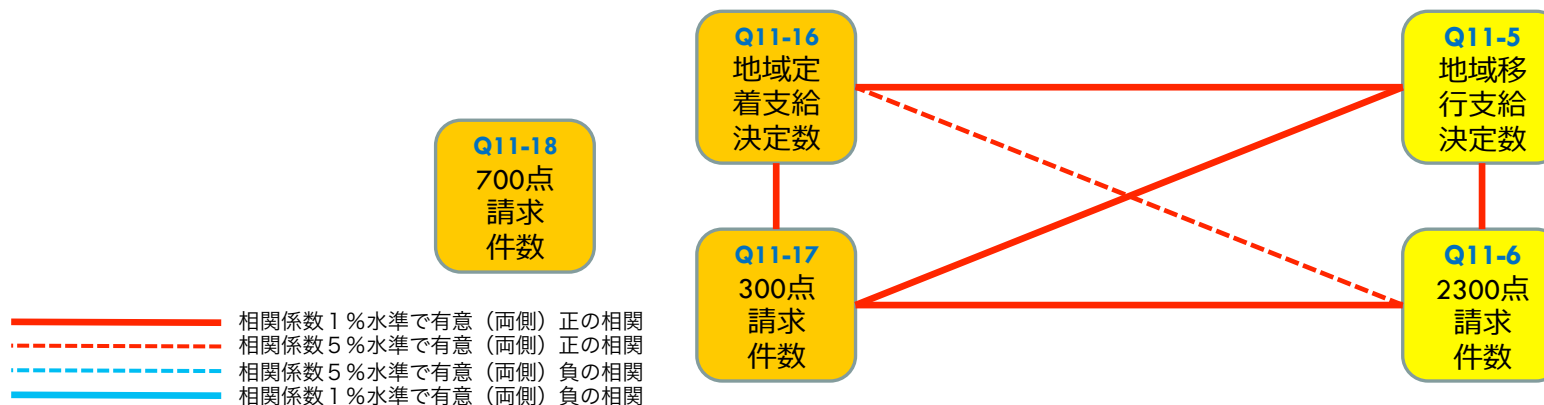 Q11-16
地域定
着支給
決定数
Q11-5
地域移
行支給
決定数
Q11-18
700点
請求
件数
Q11-17
300点
請求
件数
Q11-6
2300点
請求
件数
相関係数1%水準で有意(両側)正の相関
相関係数5%水準で有意(両側)正の相関
相関係数5%水準で有意(両側)負の相関
相関係数1%水準で有意(両側)負の相関